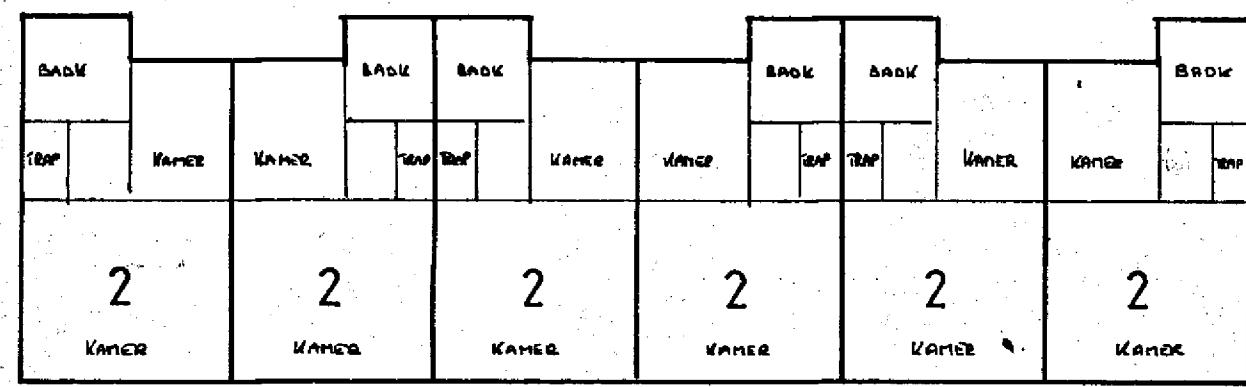 BADK BADK BADK BADK BADK BADK
TRAP KAMER KAMER TRAP TRAP KAMER KAMER TRAP TRAP KAMER KAMER TRAP
2 2 2 2 2 2
KAMER KAMER KAMER KAMER KAMER KAMER